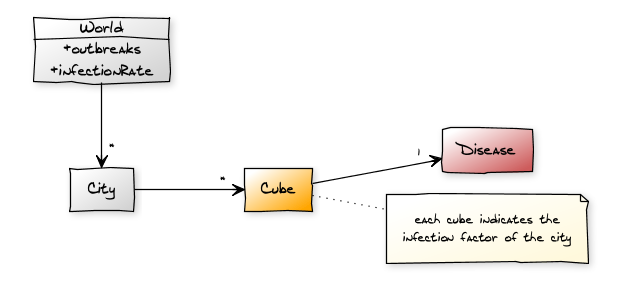 World
+outbreaks
+infectionRate
*
City
*
Cube
1
Disease
each cube indicates the
infection factor of the city